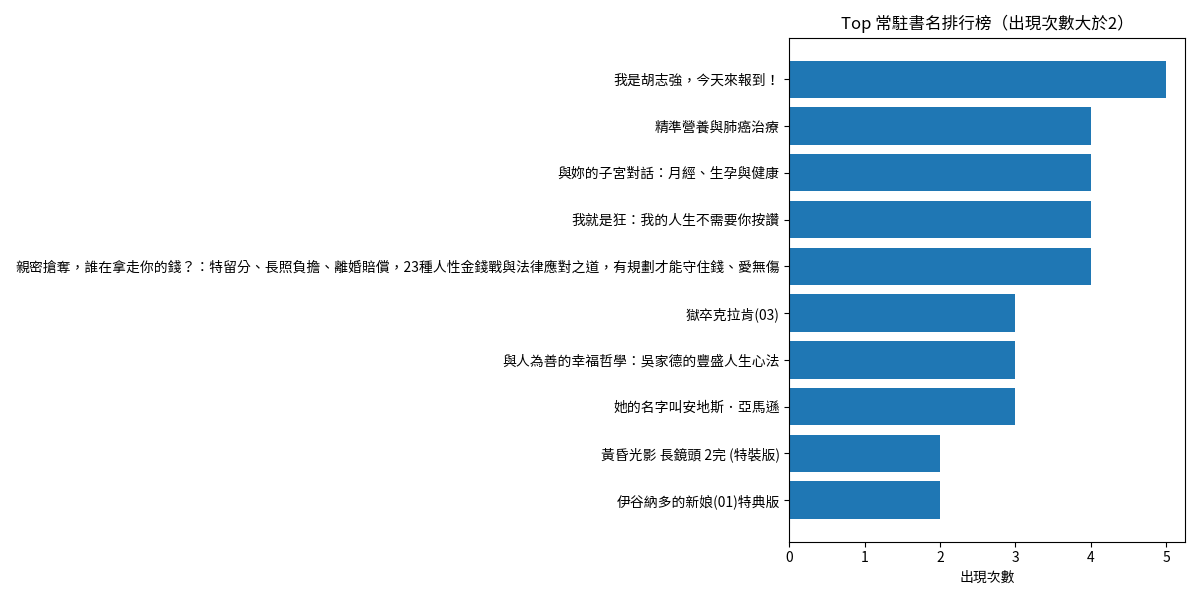 Top 常駐書名排行榜（出現次數大於2）
我是胡志強，今天來報到！
精準營養與肺癌治療
與妳的子宮對話：月經、生孕與健康
我就是狂：我的人生不需要你按讚
親密搶奪，誰在拿走你的錢？：特留分、長照負擔、離婚賠償，23種人性金錢戰與法律應對之道，有規劃才能守住錢、愛無傷
獄卒克拉肯(03)
與人為善的幸福哲學：吳家德的豐盛人生心法
她的名字叫安地斯．亞馬遜
黃昏光影 長鏡頭 2完 (特裝版)
伊谷納多的新娘(01)特典版
0 1 2 3 4 5
出現次數